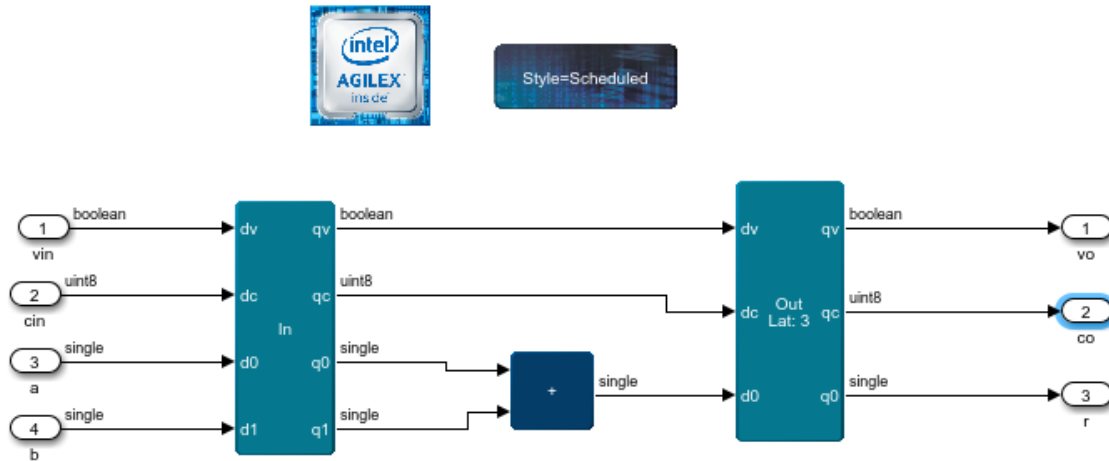 intel
AGILEX
inside
Style=Scheduled
boolean
boolean
boolean
1
dv
qv
dv
qv
1
vin
vo
uint8
uint8
uint8
2
dc
qc
dc
Out
Lat: 3
qc
2
cin
In
co
single
single
single
single
3
d0
q0
+
d0
q0
3
a
r
single
single
4
d1
q1
b